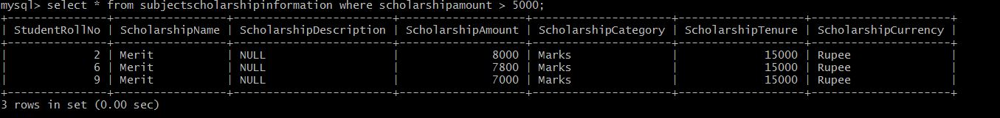 mysql> select * from subjectscholarshipinformation where scholarshipamount > 5000;
+---------------+-----------------+------------------------+-------------------+---------------------+-------------------+---------------------+
| StudentRollNo | ScholarshipName | ScholarshipDescription | ScholarshipAmount | ScholarshipCategory | ScholarshipTenure | ScholarshipCurrency |
+---------------+-----------------+------------------------+-------------------+---------------------+-------------------+---------------------+
|             2 | Merit           | NULL                   |              8000 | Marks               |             15000 | Rupee               |
|             6 | Merit           | NULL                   |              7800 | Marks               |             15000 | Rupee               |
|             9 | Merit           | NULL                   |              7000 | Marks               |             15000 | Rupee               |
+---------------+-----------------+------------------------+-------------------+---------------------+-------------------+---------------------+
3 rows in set (0.00 sec)